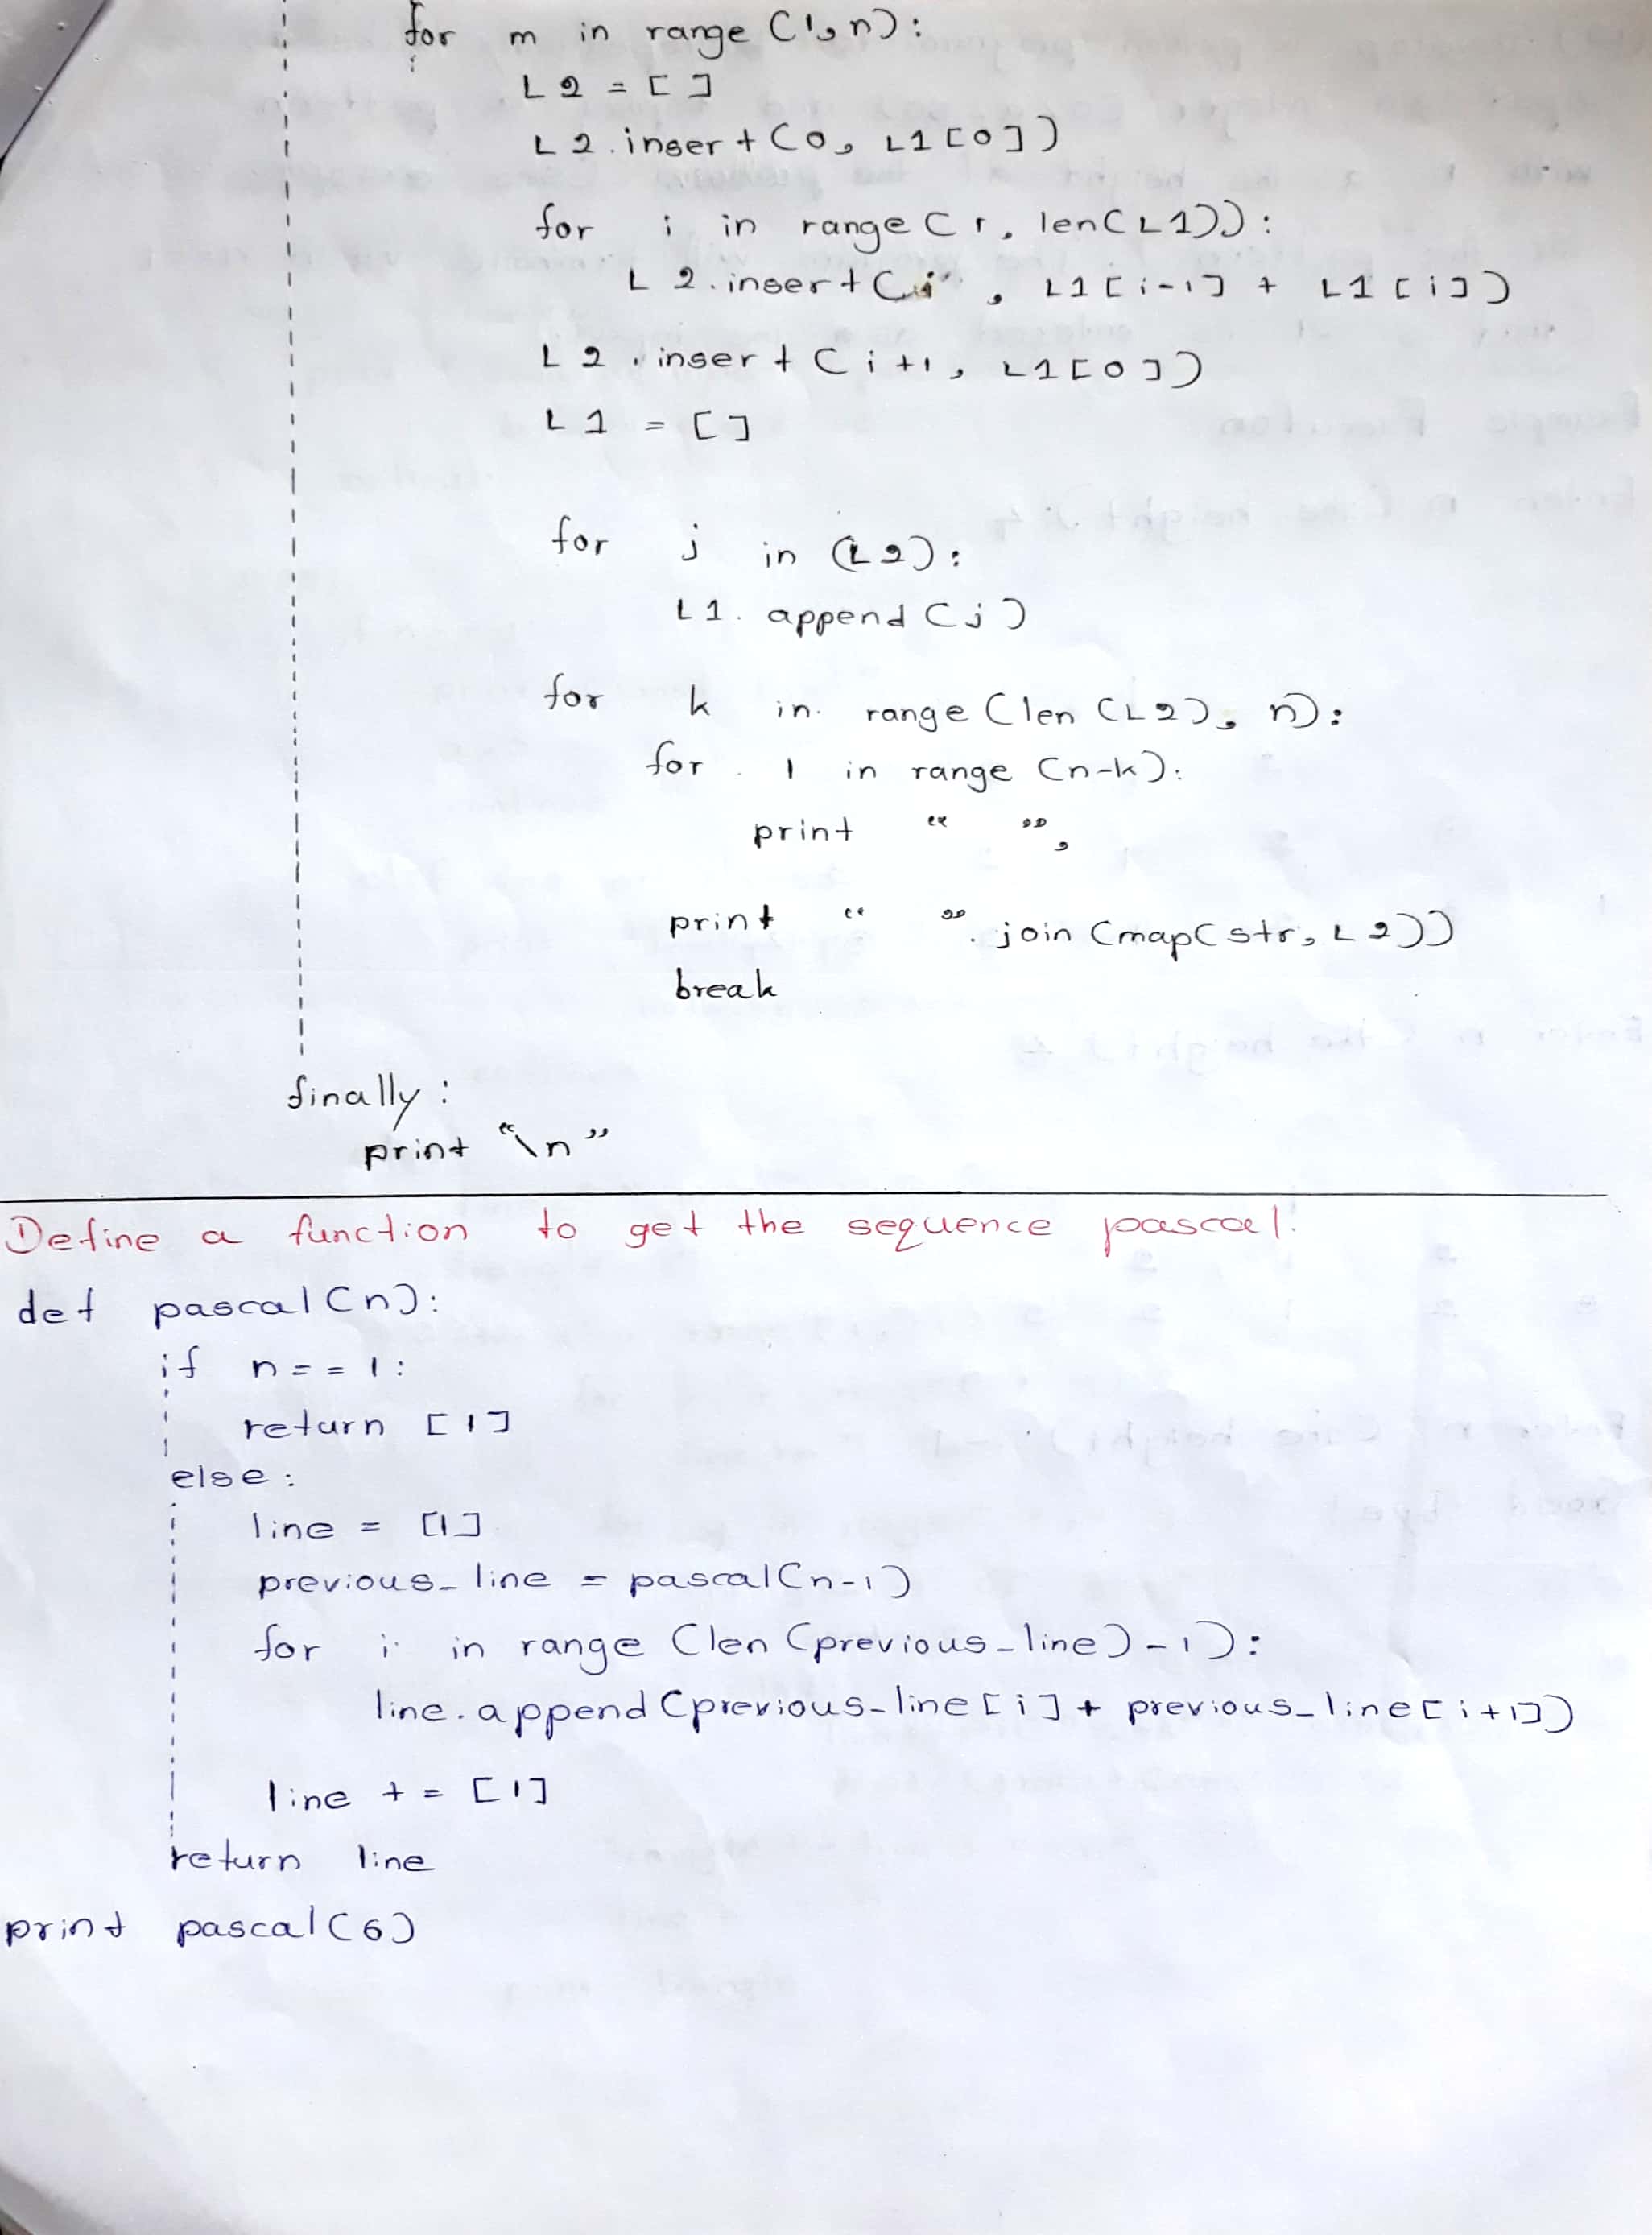 for m in range (1,n):
L2 = []
L2.insert(0, L1[0])
for i in range(1, len(L1)):
L2.insert(i, L1[i-1] + L1[i])
L2.insert(i+1, L1[0])
L1 = []
for j in (L2):
L1.append(j)
for k in range(len(L2), n):
for l in range (n-k):
print “ ”,
print “ ”.join(map(str, L2))
break
finally:
print “\n”
Define a function to get the sequence pascal.
def pascal(n):
if n==1:
return [1]
else:
line = [1]
previous_line = pascal(n-1)
for i in range (len(previous_line)-1):
line.append(previous_line[i] + previous_line[i+1])
line += [1]
return line
print pascal(6)